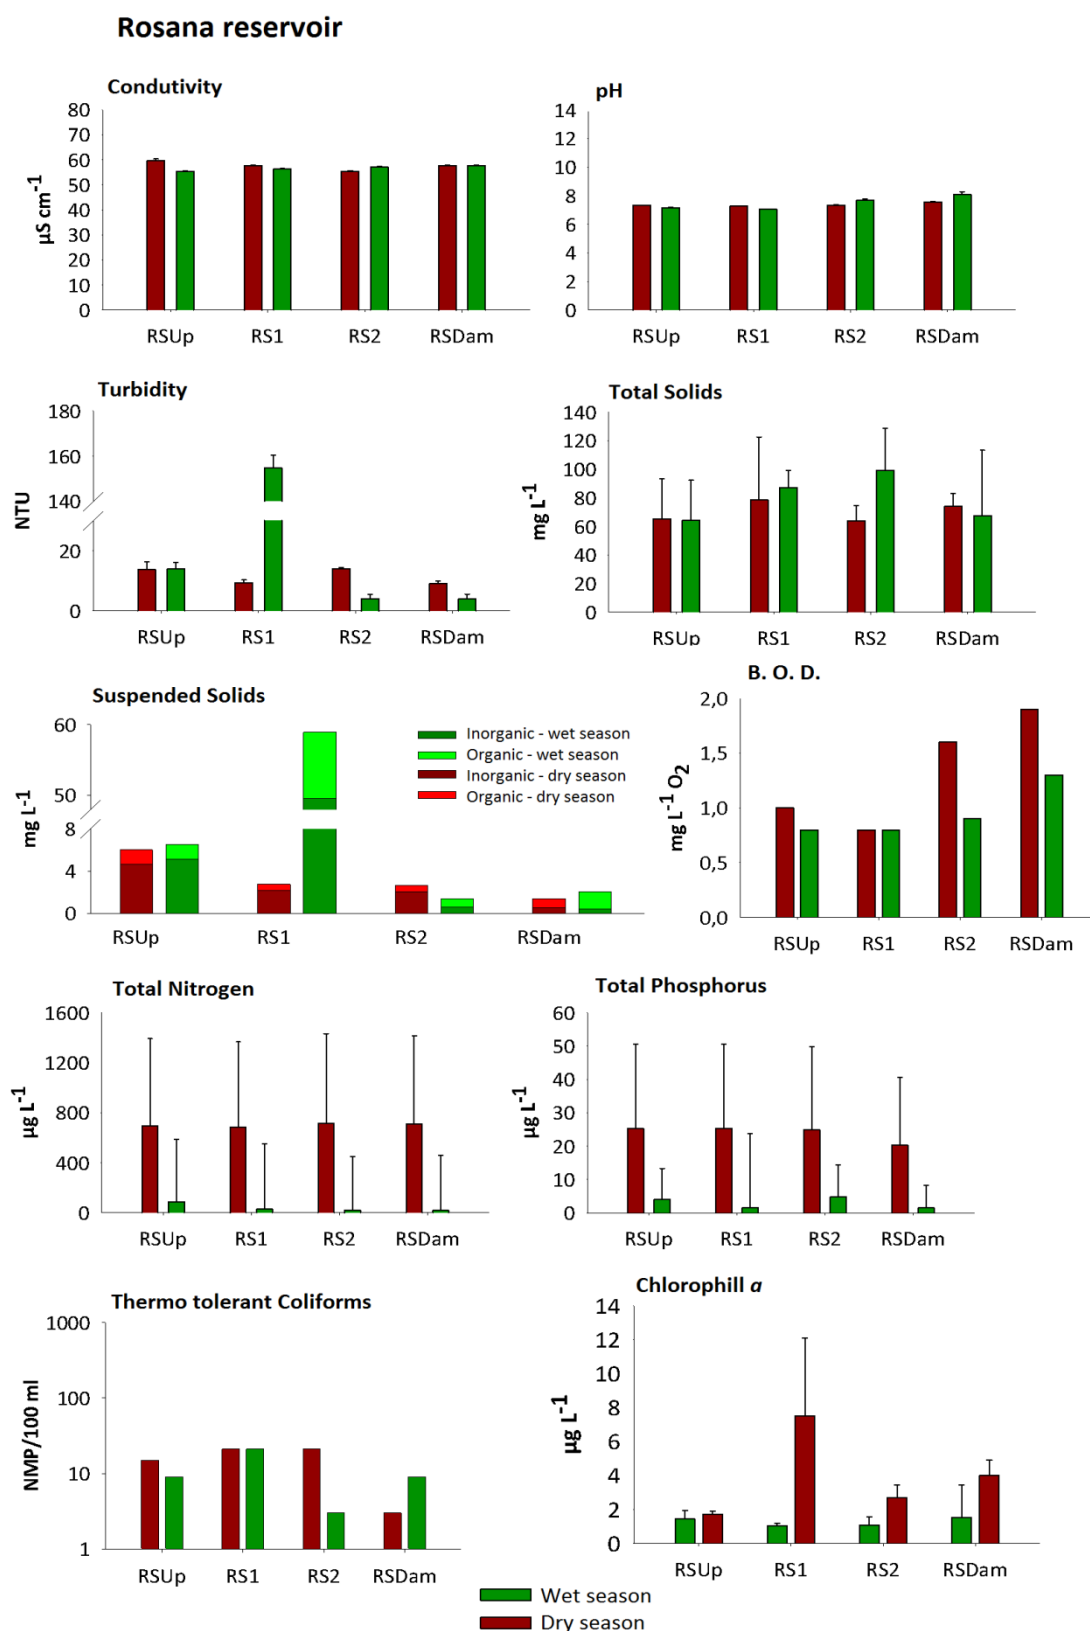 Rosana reservoir
Condutivity
80
70
60
50
40
30
20
10
0
µS cm-1
RSUp RS1 RS2 RSDam
pH
14
12
10
8
6
4
2
0
RSUp RS1 RS2 RSDam
Turbidity
180
160
140
20
0
NTU
RSUp RS1 RS2 RSDam
Total Solids
140
120
100
80
60
40
20
0
mg L-1
RSUp RS1 RS2 RSDam
Suspended Solids
60
50
8
4
0
mg L-1
Inorganic - wet season
Organic - wet season
Inorganic - dry season
Organic - dry season
RSUp RS1 RS2 RSDam
B. O. D.
2,0
1,5
1,0
0,5
0,0
mg L-1 O2
RSUp RS1 RS2 RSDam
Total Nitrogen
1600
1200
800
400
0
µg L-1
RSUp RS1 RS2 RSDam
Total Phosphorus
60
50
40
30
20
10
0
µg L-1
RSUp RS1 RS2 RSDam
Thermo tolerant Coliforms
1000
100
10
1
NMP/100 ml
RSUp RS1 RS2 RSDam
Chlorophill a
14
12
10
8
6
4
2
0
µg L-1
RSUp RS1 RS2 RSDam
Wet season
Dry season